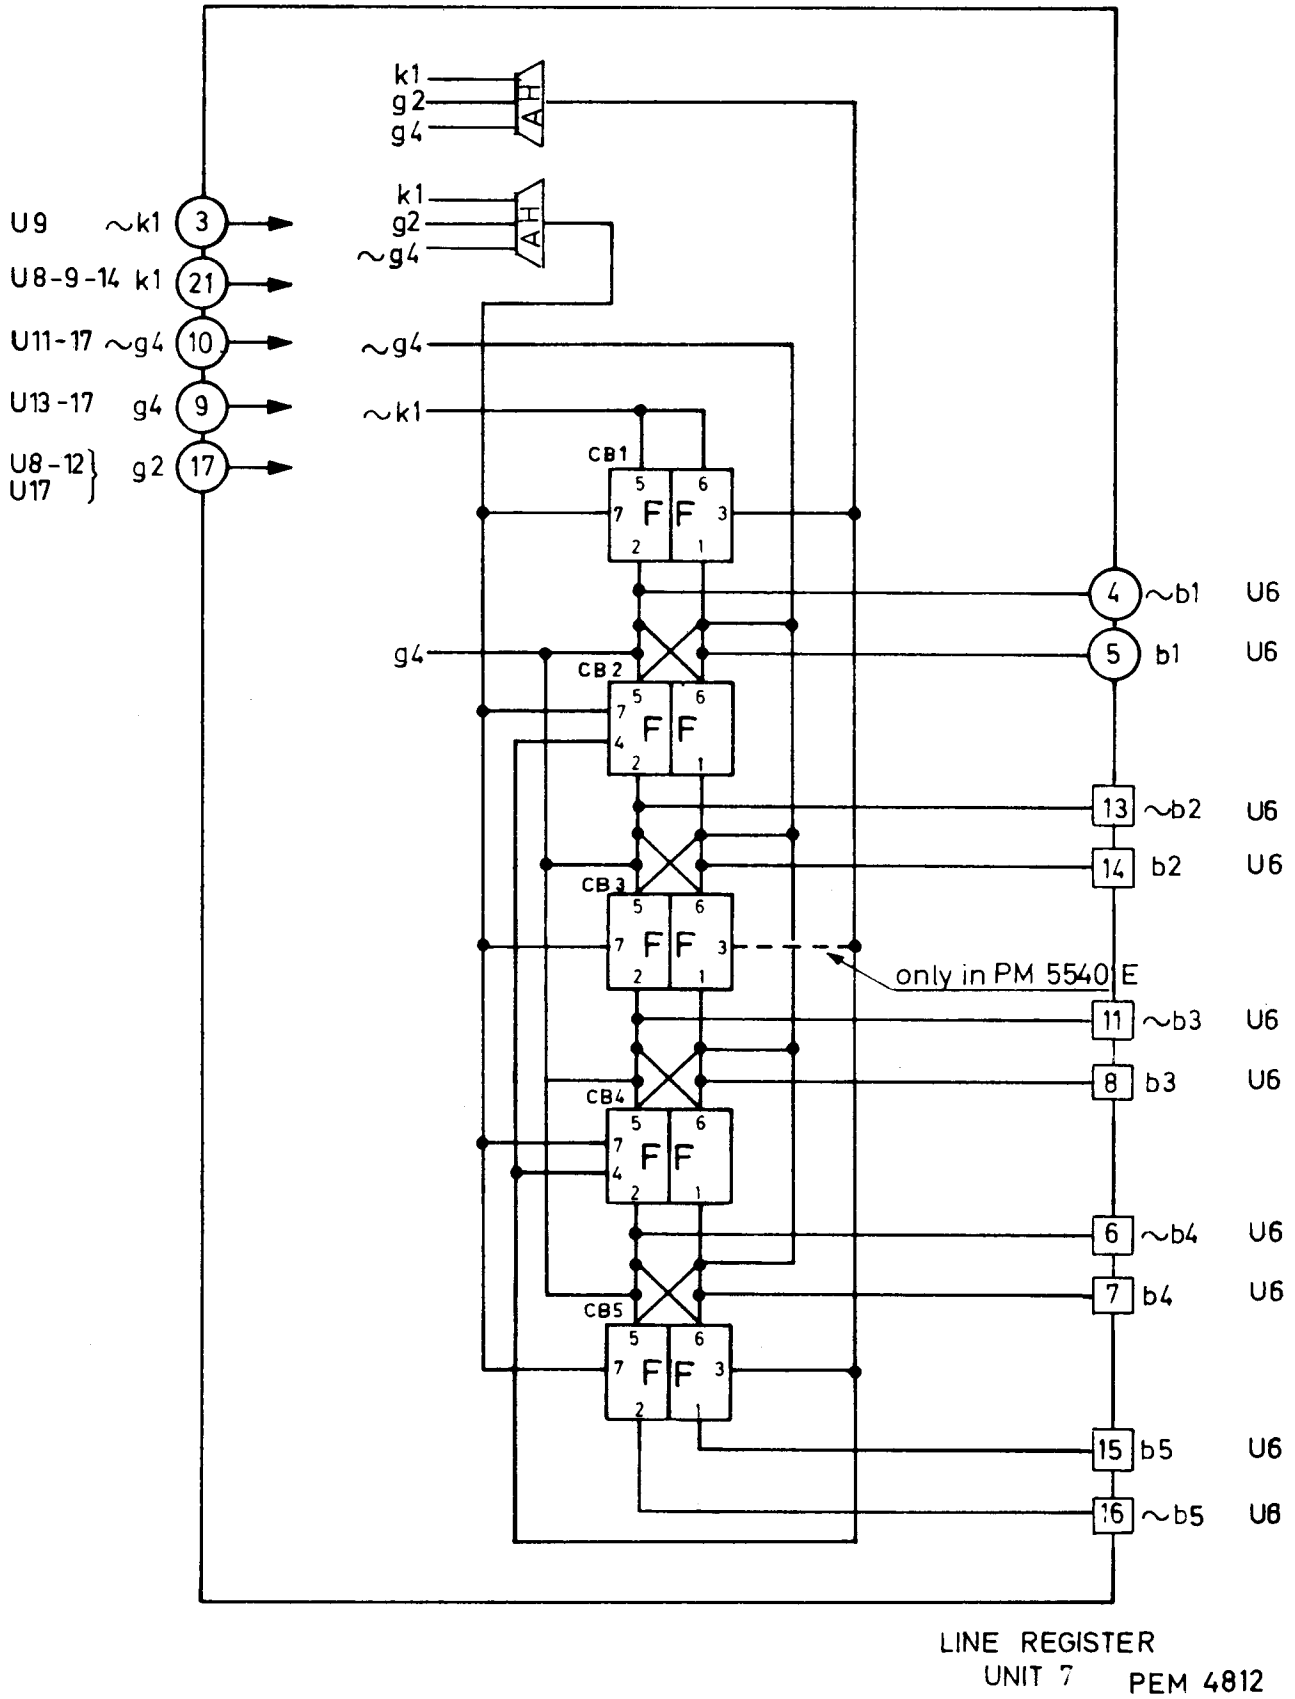 k1
g2
g4
AH
k1
g2
~g4
AH
U9 ~k1 3
U8-9-14 k1 21
U11-17 ~g4 10
U13-17 g4 9
U8-12} g2 17
U17
~g4
~k1
CB1
5 6
7 F F 3
2 1
4 ~b1 U6
g4
5 b1 U6
CB2
5 6
7
4 F F
2 1
13 ~b2 U6
14 b2 U6
CB3
5 6
7 F F 3
2 1
only in PM 5540 E
11 ~b3 U6
8 b3 U6
CB4
5 6
7
4 F F
2 1
6 ~b4 U6
7 b4 U6
CB5
5 6
7 F F 3
2 1
15 b5 U6
16 ~b5 U6
LINE REGISTER
UNIT 7 PEM 4812